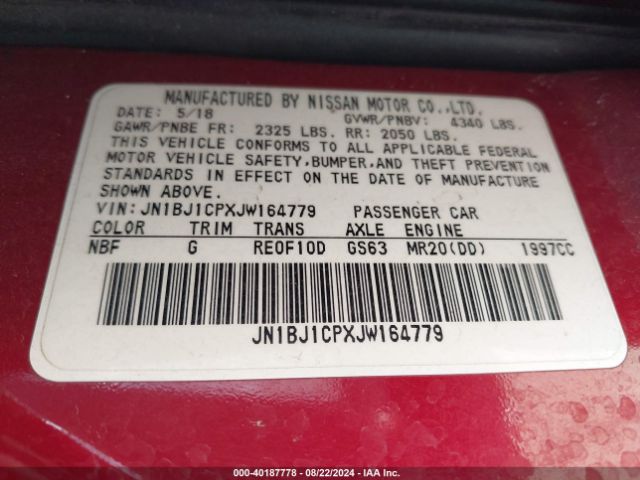 MANUFACTURED BY NISSAN MOTOR CO.,LTD.
DATE: 5/18 GVWR/PNBV: 4340 LBS.
GAWR/PNBE FR: 2325 LBS. RR: 2050 LBS.
THIS VEHICLE CONFORMS TO ALL APPLICABLE FEDERAL
MOTOR VEHICLE SAFETY,BUMPER,AND THEFT PREVENTION
STANDARDS IN EFFECT ON THE DATE OF MANUFACTURE
SHOWN ABOVE.
VIN:JN1BJ1CPXJW164779 PASSENGER CAR
COLOR TRIM TRANS AXLE ENGINE
NBF G RE0F10D GS63 MR20(DD) 1997CC
JN1BJ1CPXJW164779
000-40187778 - 08/22/2024 - IAA Inc.